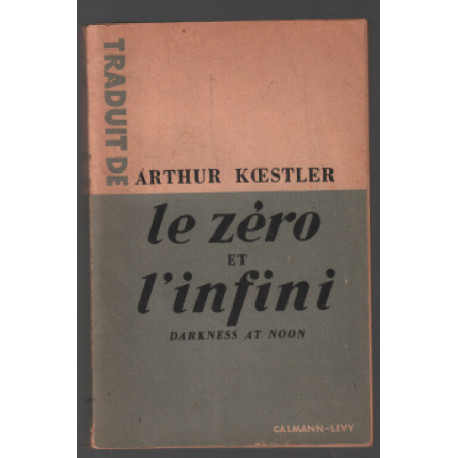 TRADUIT DE
ARTHUR KŒSTLER
le zéro
ET
l'infini
DARKNESS AT NOON
CALMANN-LEVY